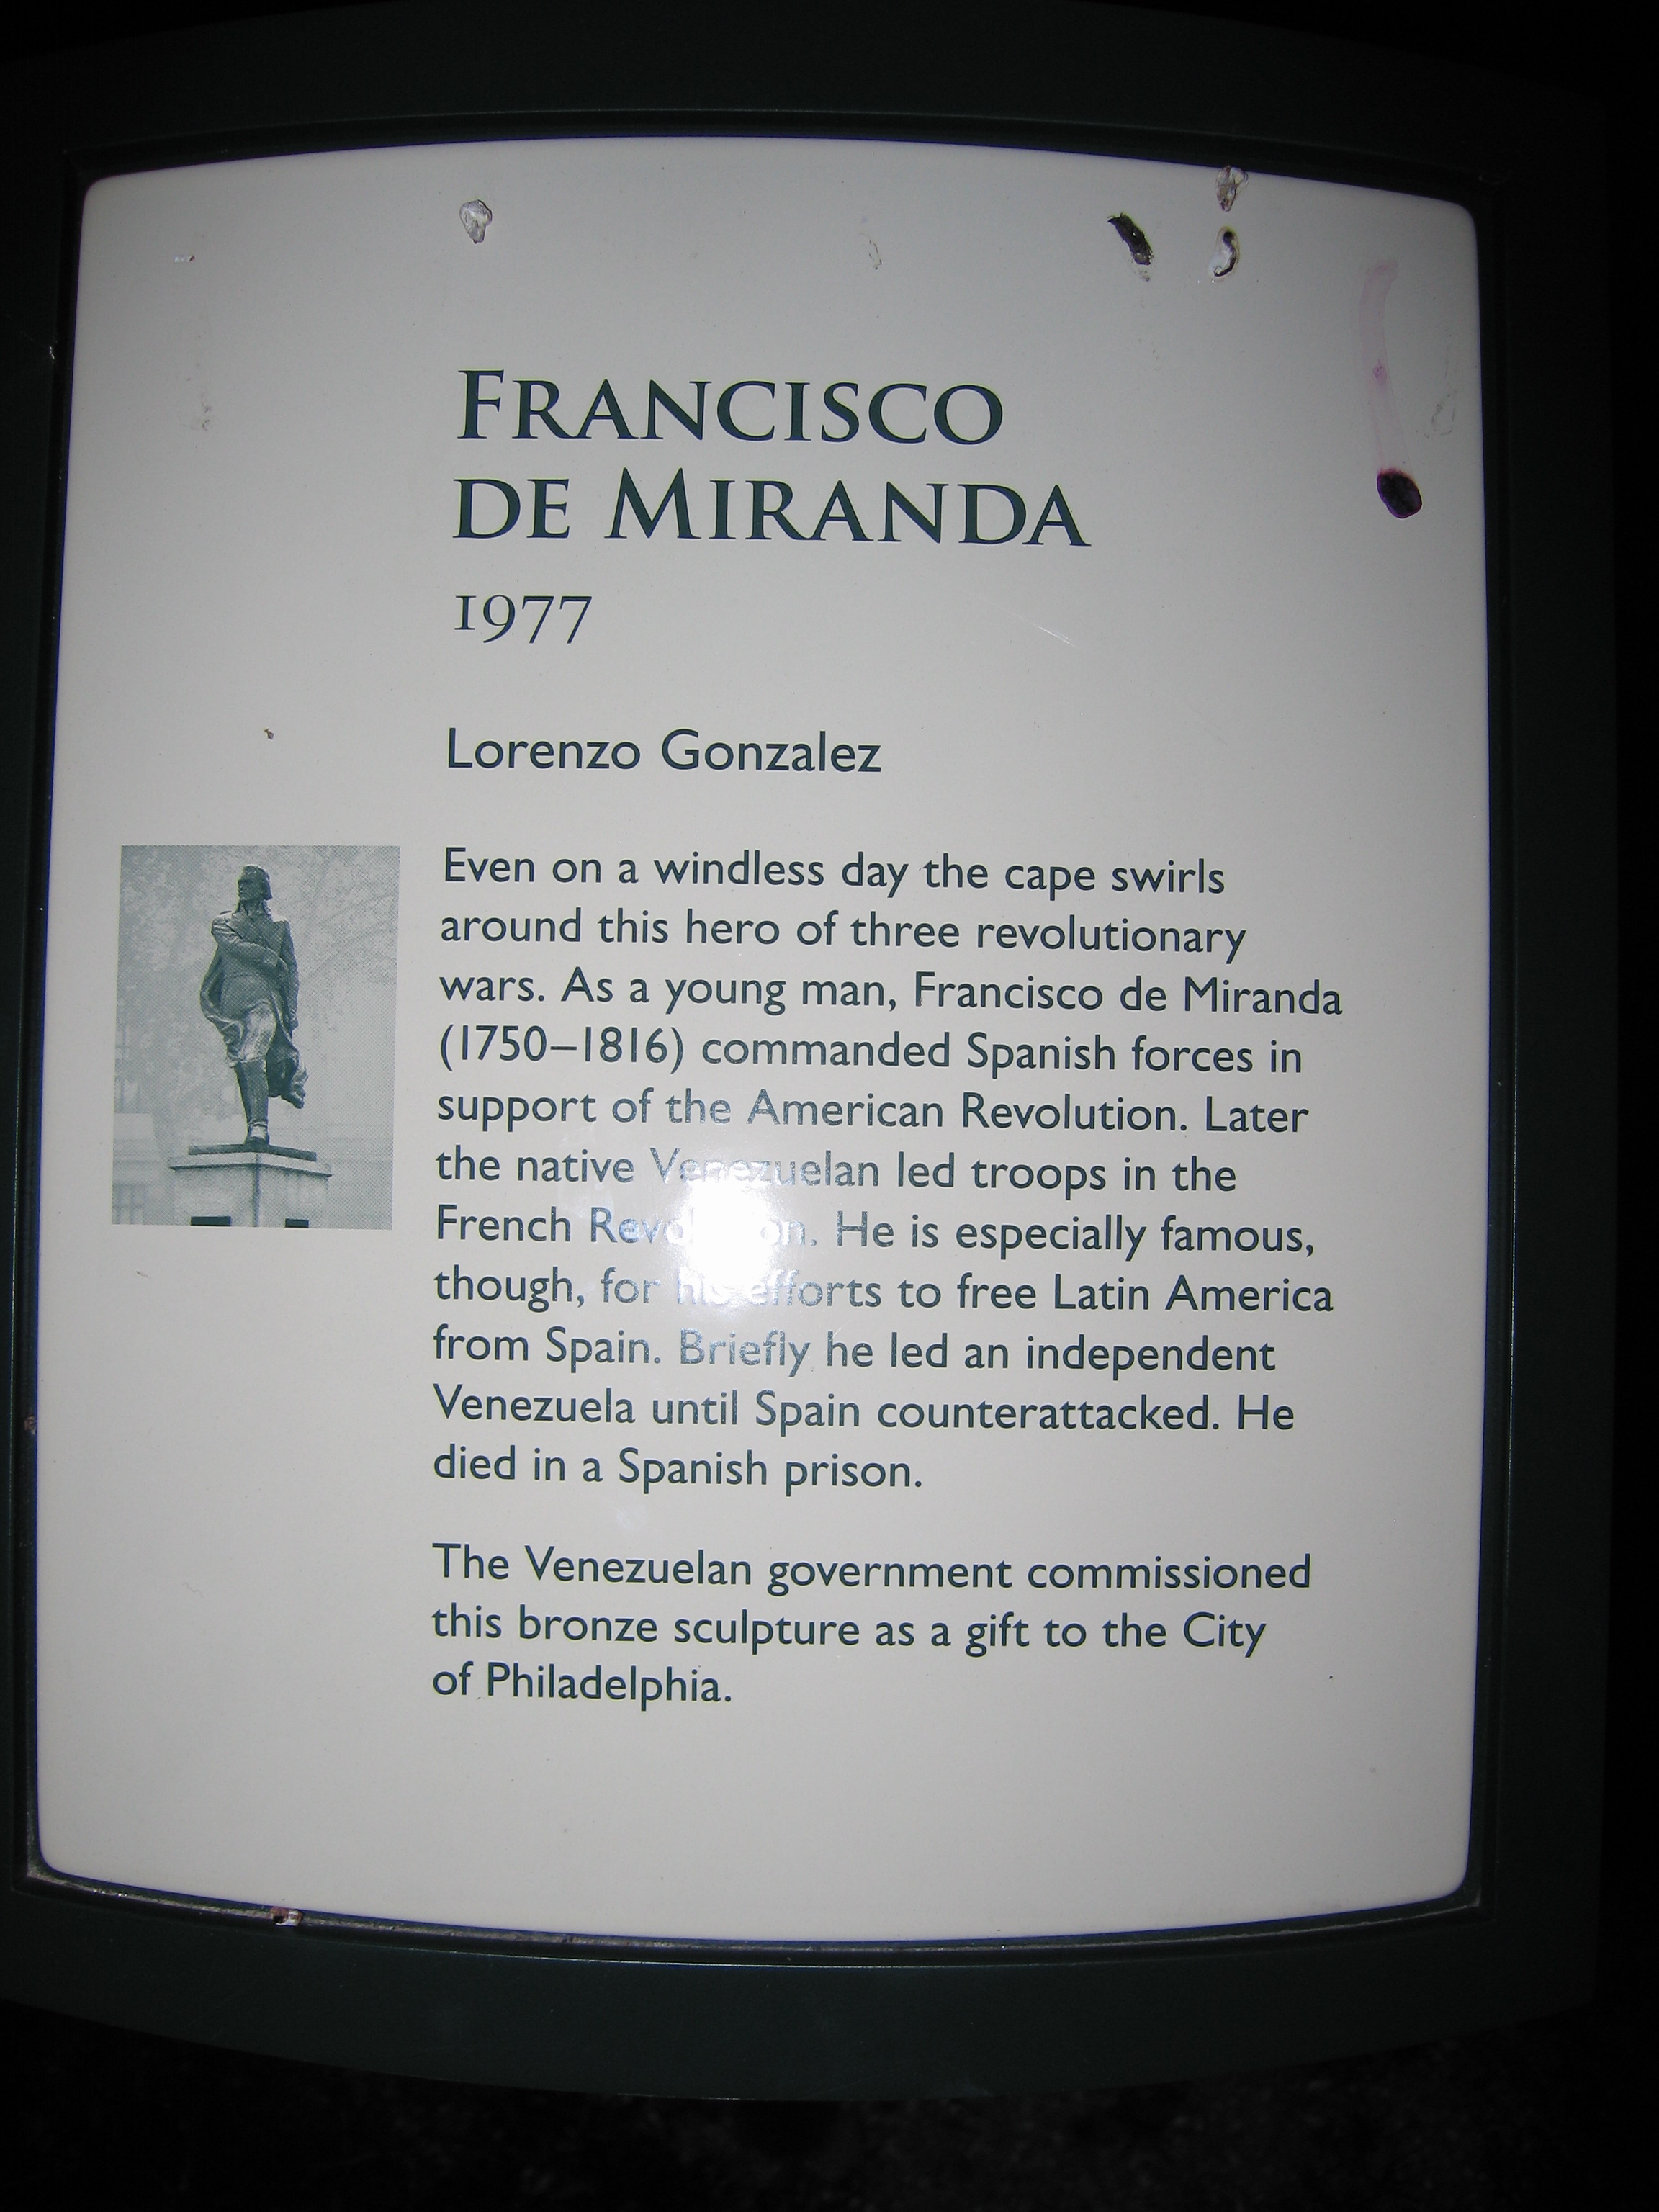 FRANCISCO
DE MIRANDA
1977
Lorenzo Gonzalez
Even on a windless day the cape swirls
around this hero of three revolutionary
wars. As a young man, Francisco de Miranda
(1750–1816) commanded Spanish forces in
support of the American Revolution. Later
the native Venezuelan led troops in the
French Revolution. He is especially famous,
though, for his efforts to free Latin America
from Spain. Briefly he led an independent
Venezuela until Spain counterattacked. He
died in a Spanish prison.
The Venezuelan government commissioned
this bronze sculpture as a gift to the City
of Philadelphia.